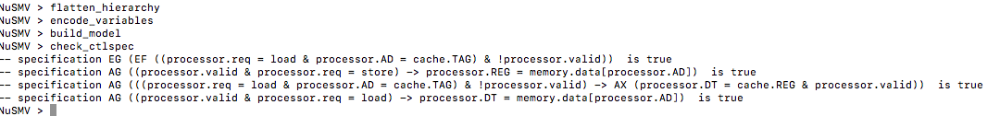 NuSMV > flatten_hierarchy
NuSMV > encode_variables
NuSMV > build_model
NuSMV > check_ctlspec
-- specification EG (EF ((processor.req = load & processor.AD = cache.TAG) & !processor.valid))  is true
-- specification AG ((processor.valid & processor.req = store) -> processor.REG = memory.data[processor.AD])  is true
-- specification AG (((processor.req = load & processor.AD = cache.TAG) & !processor.valid) -> AX (processor.DT = cache.REG & processor.valid))  is true
-- specification AG ((processor.valid & processor.req = load) -> processor.DT = memory.data[processor.AD])  is true
NuSMV >